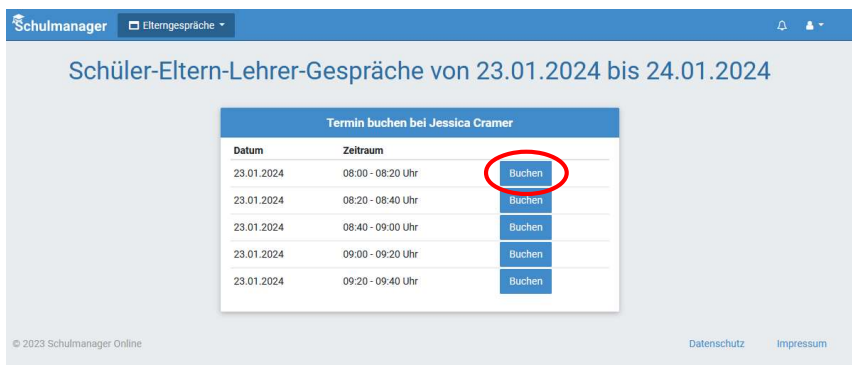 Schulmanager Elterngespräche
Schüler-Eltern-Lehrer-Gespräche von 23.01.2024 bis 24.01.2024
Termin buchen bei Jessica Cramer
Datum Zeitraum
23.01.2024 08:00 - 08:20 Uhr Buchen
23.01.2024 08:20 - 08:40 Uhr Buchen
23.01.2024 08:40 - 09:00 Uhr Buchen
23.01.2024 09:00 - 09:20 Uhr Buchen
23.01.2024 09:20 - 09:40 Uhr Buchen
© 2023 Schulmanager Online Datenschutz Impressum